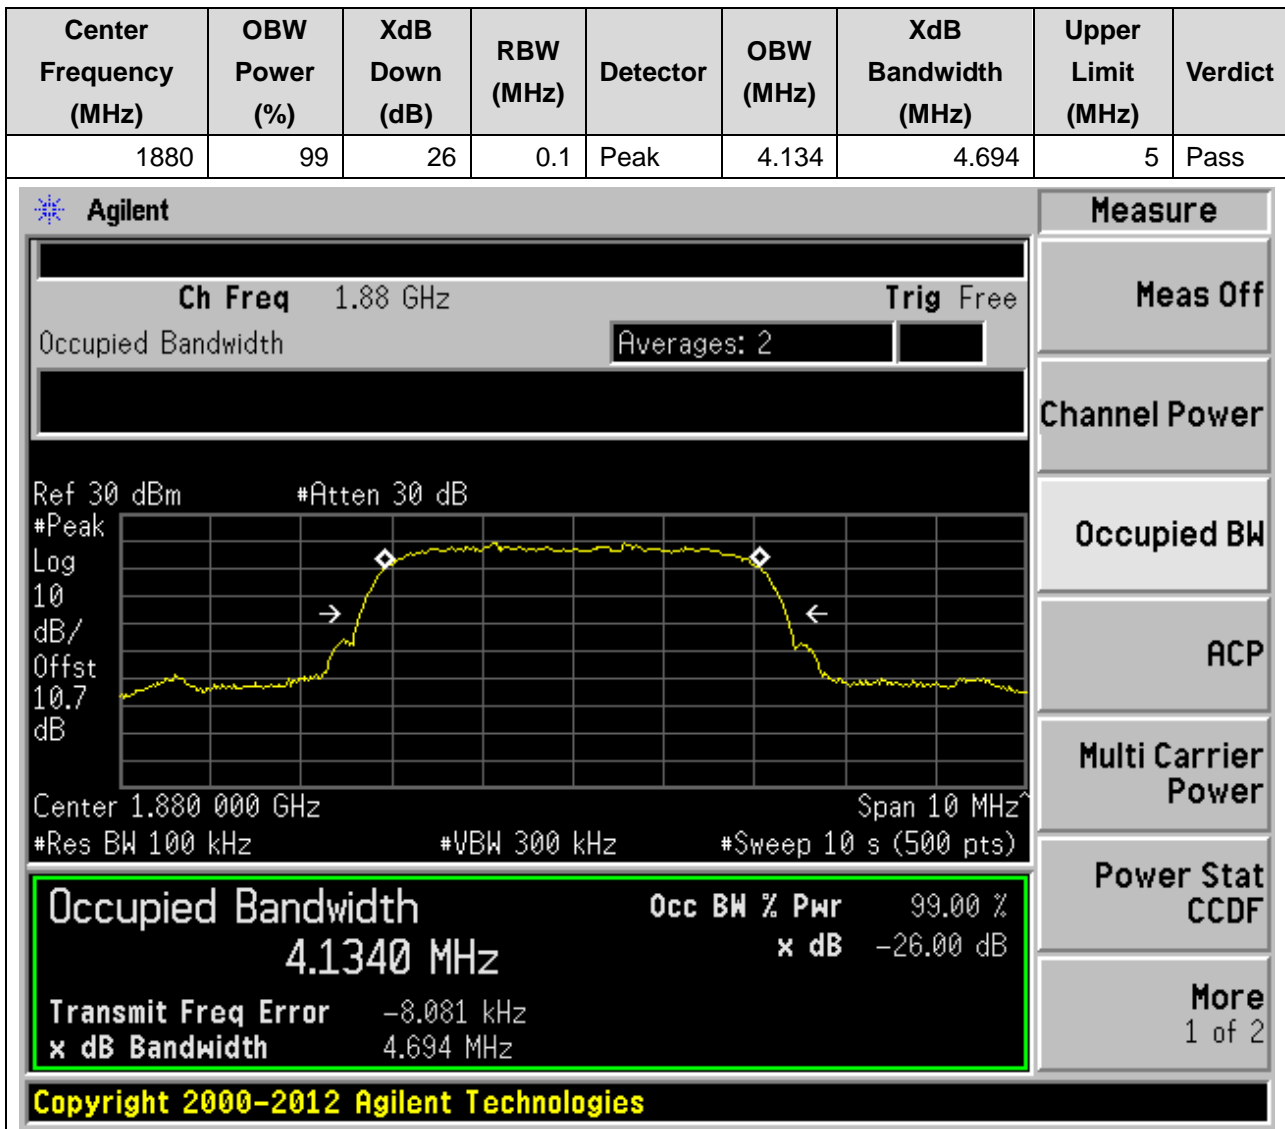 Center Frequency (MHz) OBW Power (%) XdB Down (dB) RBW (MHz) Detector OBW (MHz) XdB Bandwidth (MHz) Upper Limit (MHz) Verdict
1880 99 26 0.1 Peak 4.134 4.694 5 Pass
Agilent
Measure
Ch Freq 1.88 GHz Trig Free
Occupied Bandwidth Averages: 2
Ref 30 dBm #Atten 30 dB
#Peak
Log
10
dB/
Offst
10.7
dB
Center 1.880 000 GHz Span 10 MHz^
#Res BW 100 kHz #VBW 300 kHz #Sweep 10 s (500 pts)
Occupied Bandwidth Occ BW % Pwr 99.00 %
4.1340 MHz x dB -26.00 dB
Transmit Freq Error -8.081 kHz
x dB Bandwidth 4.694 MHz
Meas Off
Channel Power
Occupied BW
ACP
Multi Carrier
Power
Power Stat
CCDF
More
1 of 2
Copyright 2000-2012 Agilent Technologies